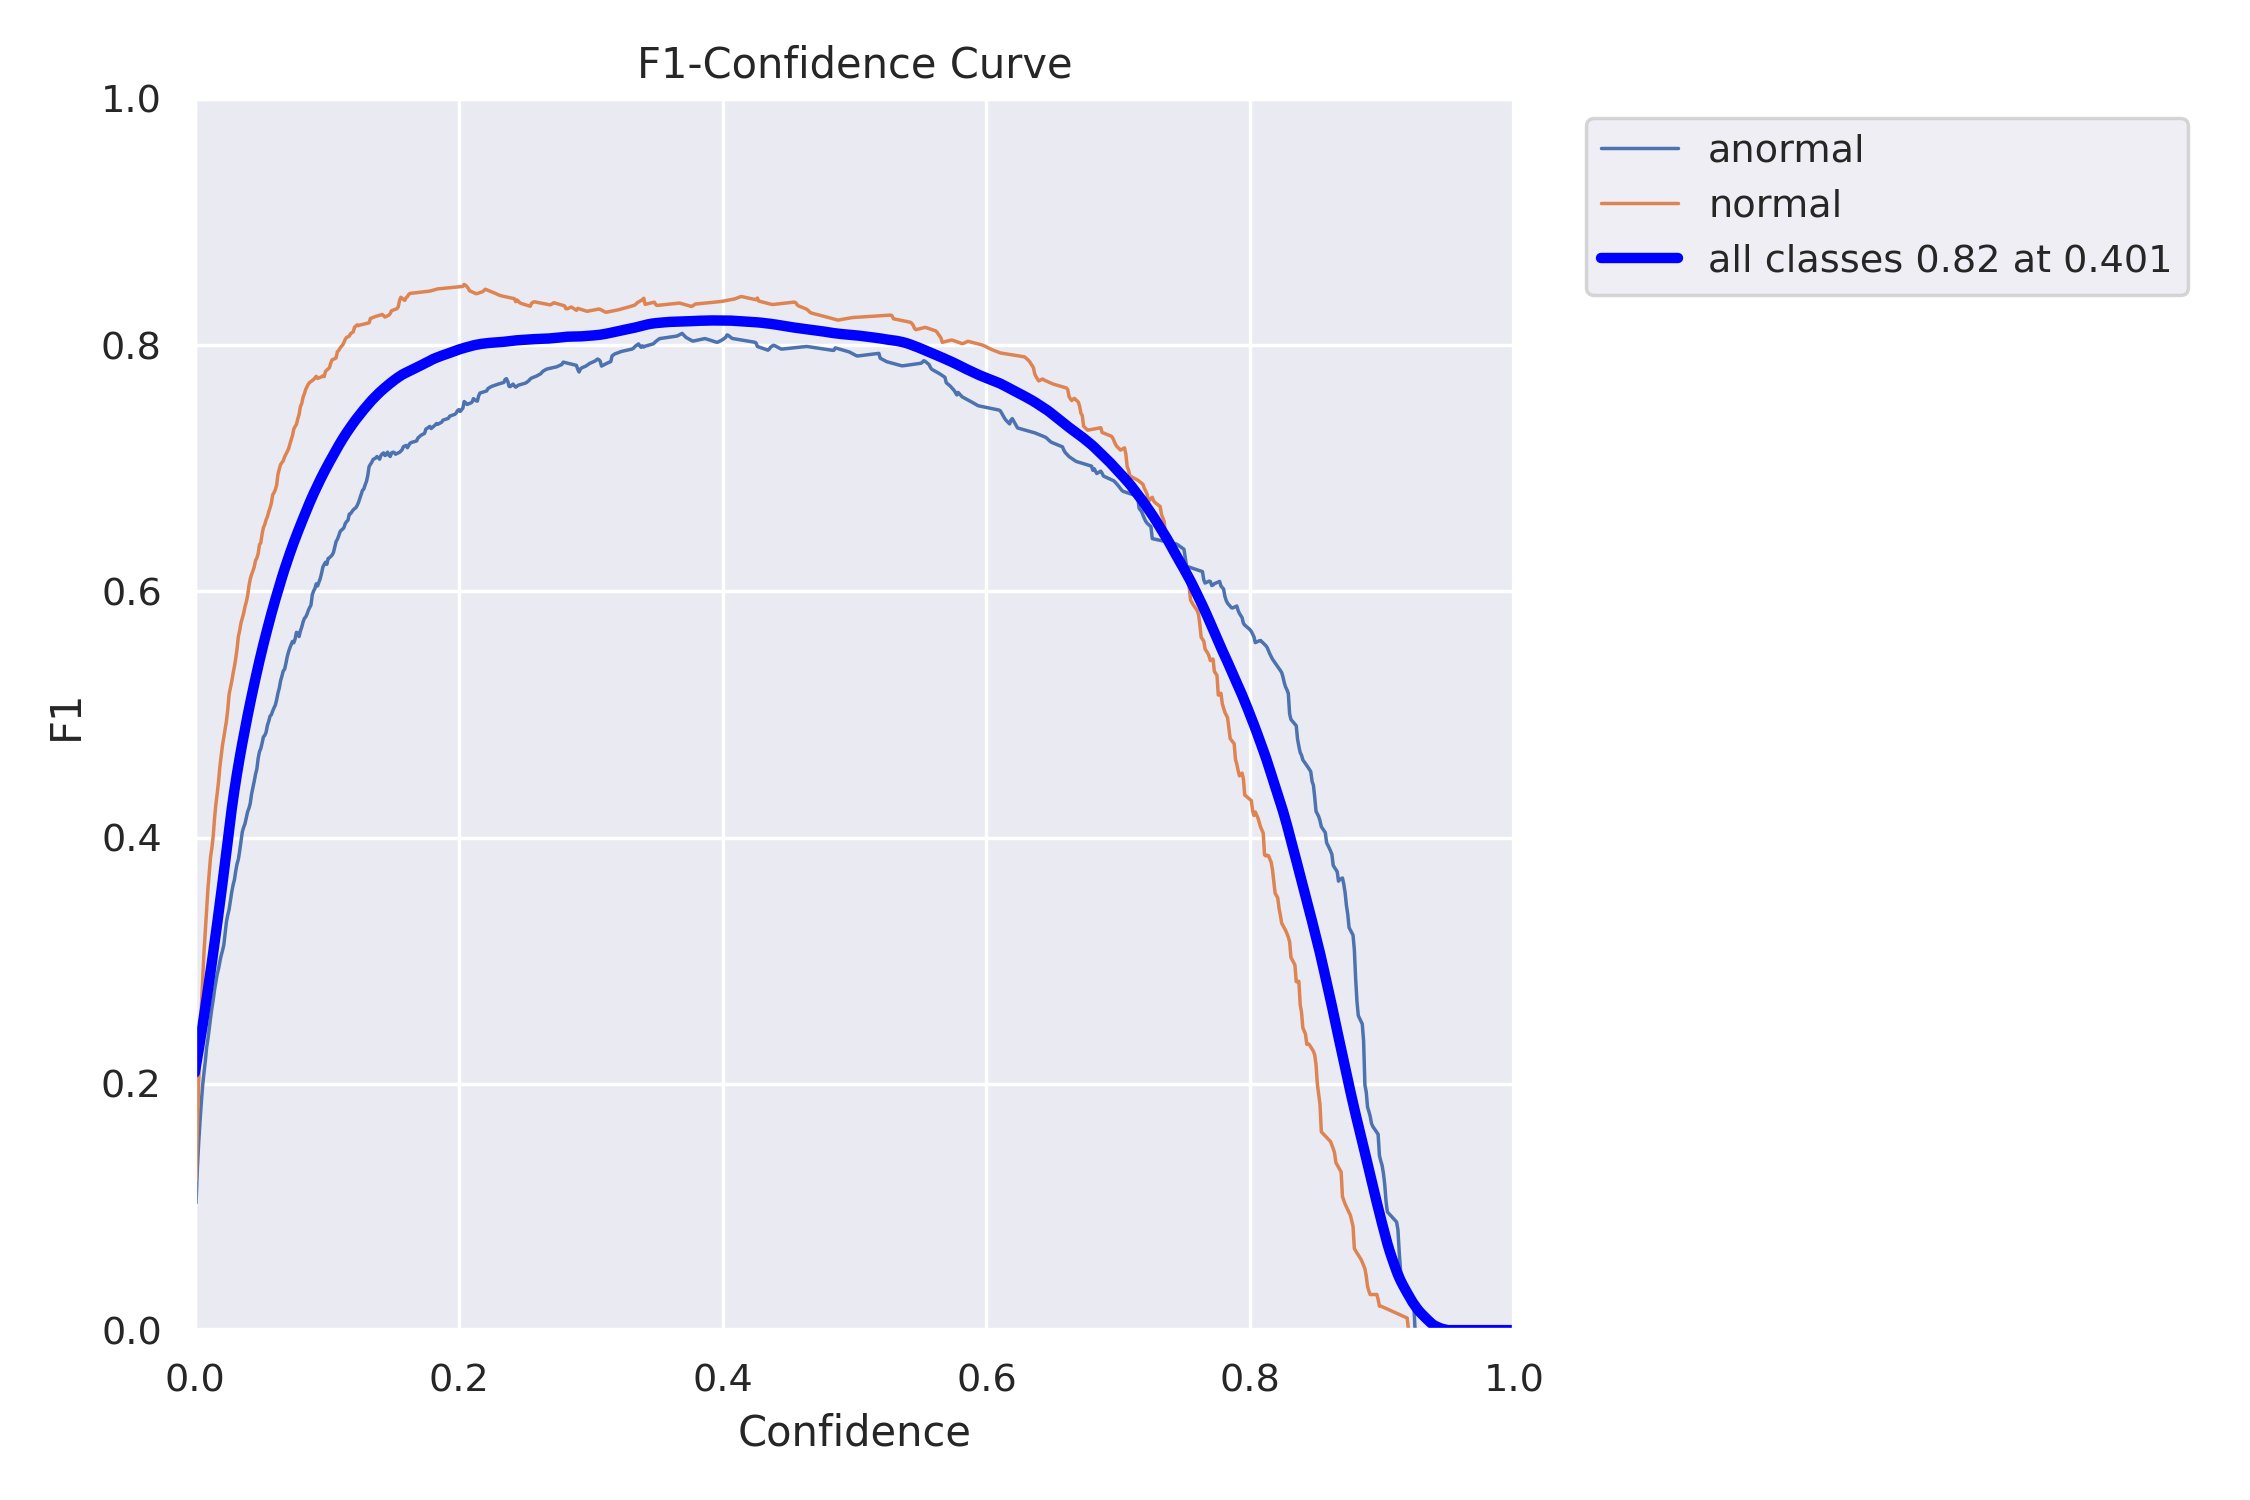 F1-Confidence Curve
1.0
0.8
0.6
0.4
0.2
0.0
F1
0.0 0.2 0.4 0.6 0.8 1.0
Confidence
anormal
normal
all classes 0.82 at 0.401